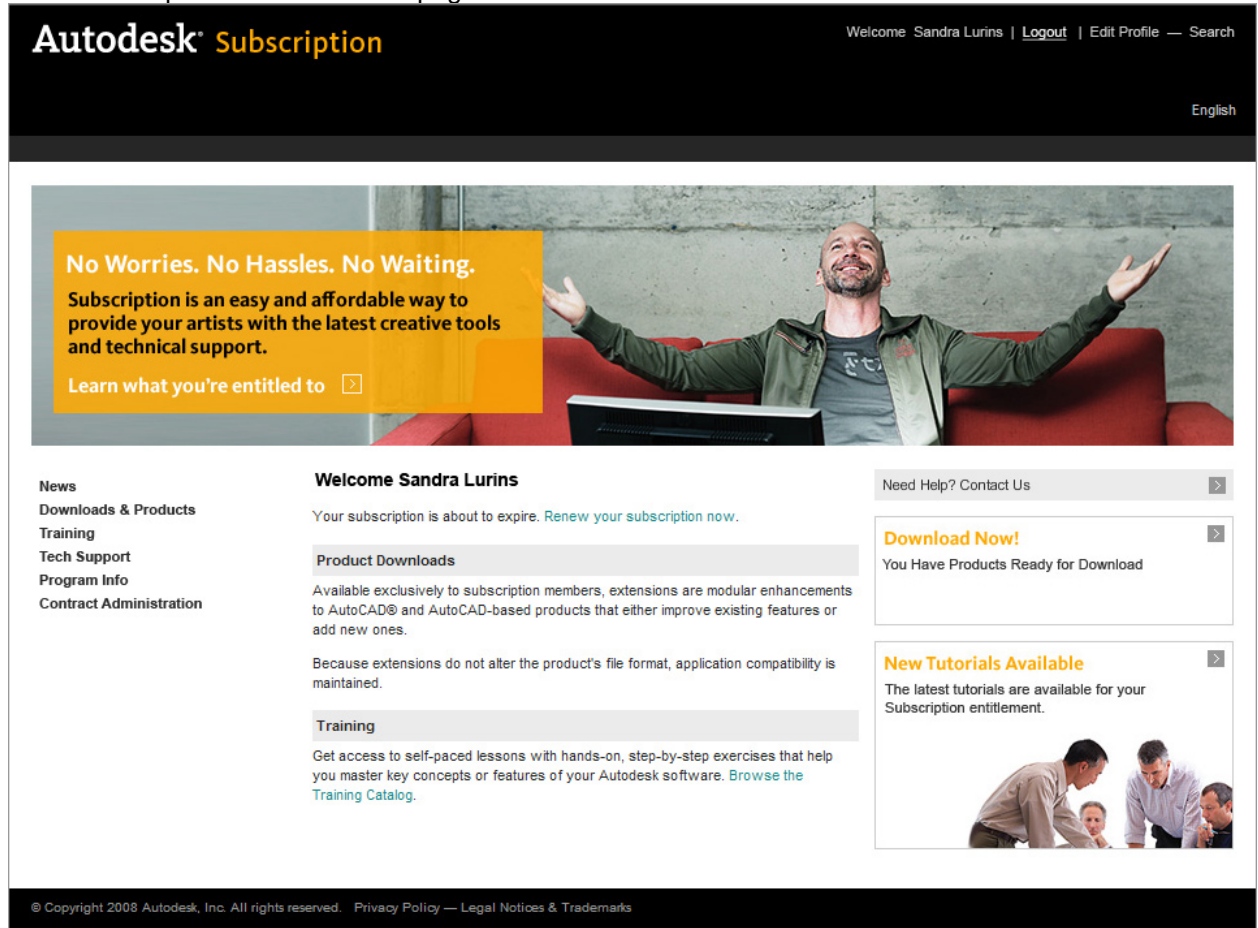 Autodesk® Subscription
Welcome Sandra Lurins | Logout | Edit Profile — Search
English
No Worries. No Hassles. No Waiting.
Subscription is an easy and affordable way to
provide your artists with the latest creative tools
and technical support.
Learn what you're entitled to
News
Downloads & Products
Training
Tech Support
Program Info
Contract Administration
Welcome Sandra Lurins
Your subscription is about to expire. Renew your subscription now.
Product Downloads
Available exclusively to subscription members, extensions are modular enhancements
to AutoCAD® and AutoCAD-based products that either improve existing features or
add new ones.
Because extensions do not alter the product's file format, application compatibility is
maintained.
Training
Get access to self-paced lessons with hands-on, step-by-step exercises that help
you master key concepts or features of your Autodesk software. Browse the
Training Catalog.
Need Help? Contact Us
Download Now!
You Have Products Ready for Download
New Tutorials Available
The latest tutorials are available for your
Subscription entitlement.
© Copyright 2008 Autodesk, Inc. All rights reserved. Privacy Policy — Legal Notices & Trademarks